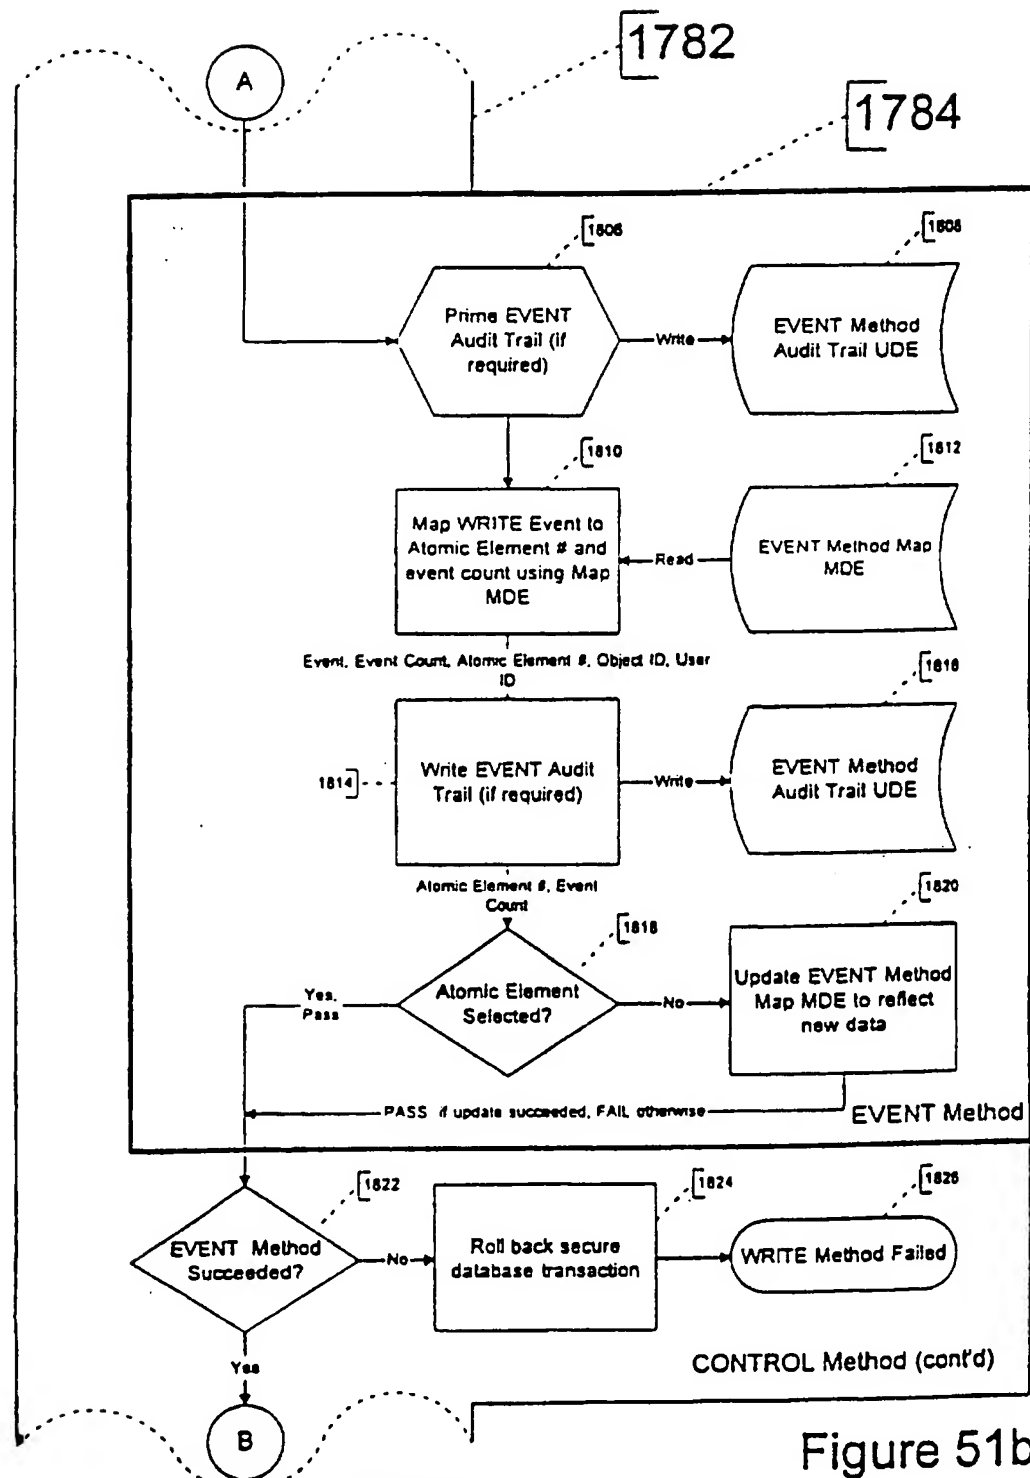 1782
A
1784
1806
1808
Prime EVENT
Audit Trail (if
required)
Write
EVENT Method
Audit Trail UDE
1810
1812
Map WRITE Event to
Atomic Element # and
event count using Map
MDE
Read
EVENT Method Map
MDE
Event, Event Count, Atomic Element #, Object ID, User
ID
1816
1814
Write EVENT Audit
Trail (if required)
Write
EVENT Method
Audit Trail UDE
Atomic Element #, Event
Count
1818
1820
Yes,
Pass
Atomic Element
Selected?
No
Update EVENT Method
Map MDE to reflect
new data
PASS if update succeeded, FAIL otherwise
EVENT Method
1822
1824
1826
EVENT Method
Succeeded?
No
Roll back secure
database transaction
WRITE Method Failed
Yes
CONTROL Method (cont'd)
B
Figure 51b